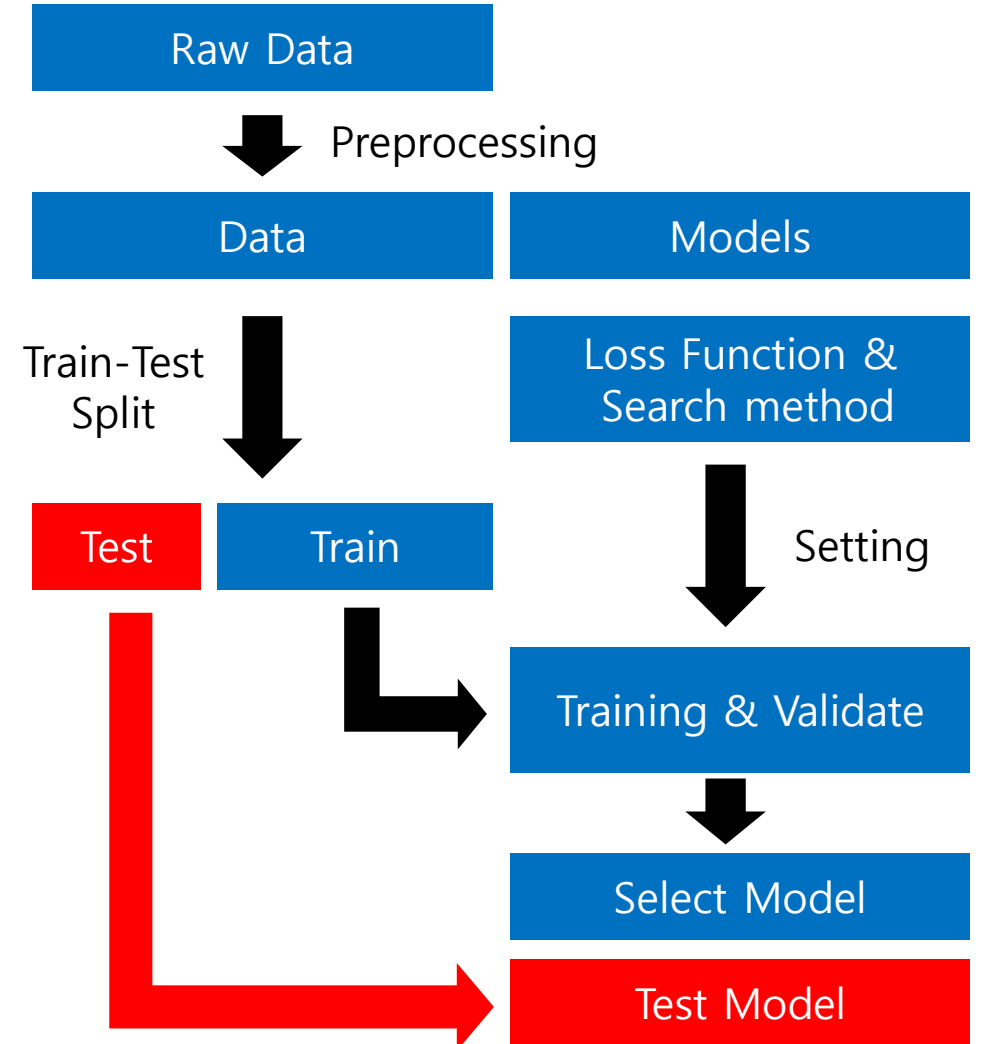 Raw Data
Preprocessing
Data
Models
Train-Test
Split
Loss Function &
Search method
Test
Train
Setting
Training & Validate
Select Model
Test Model